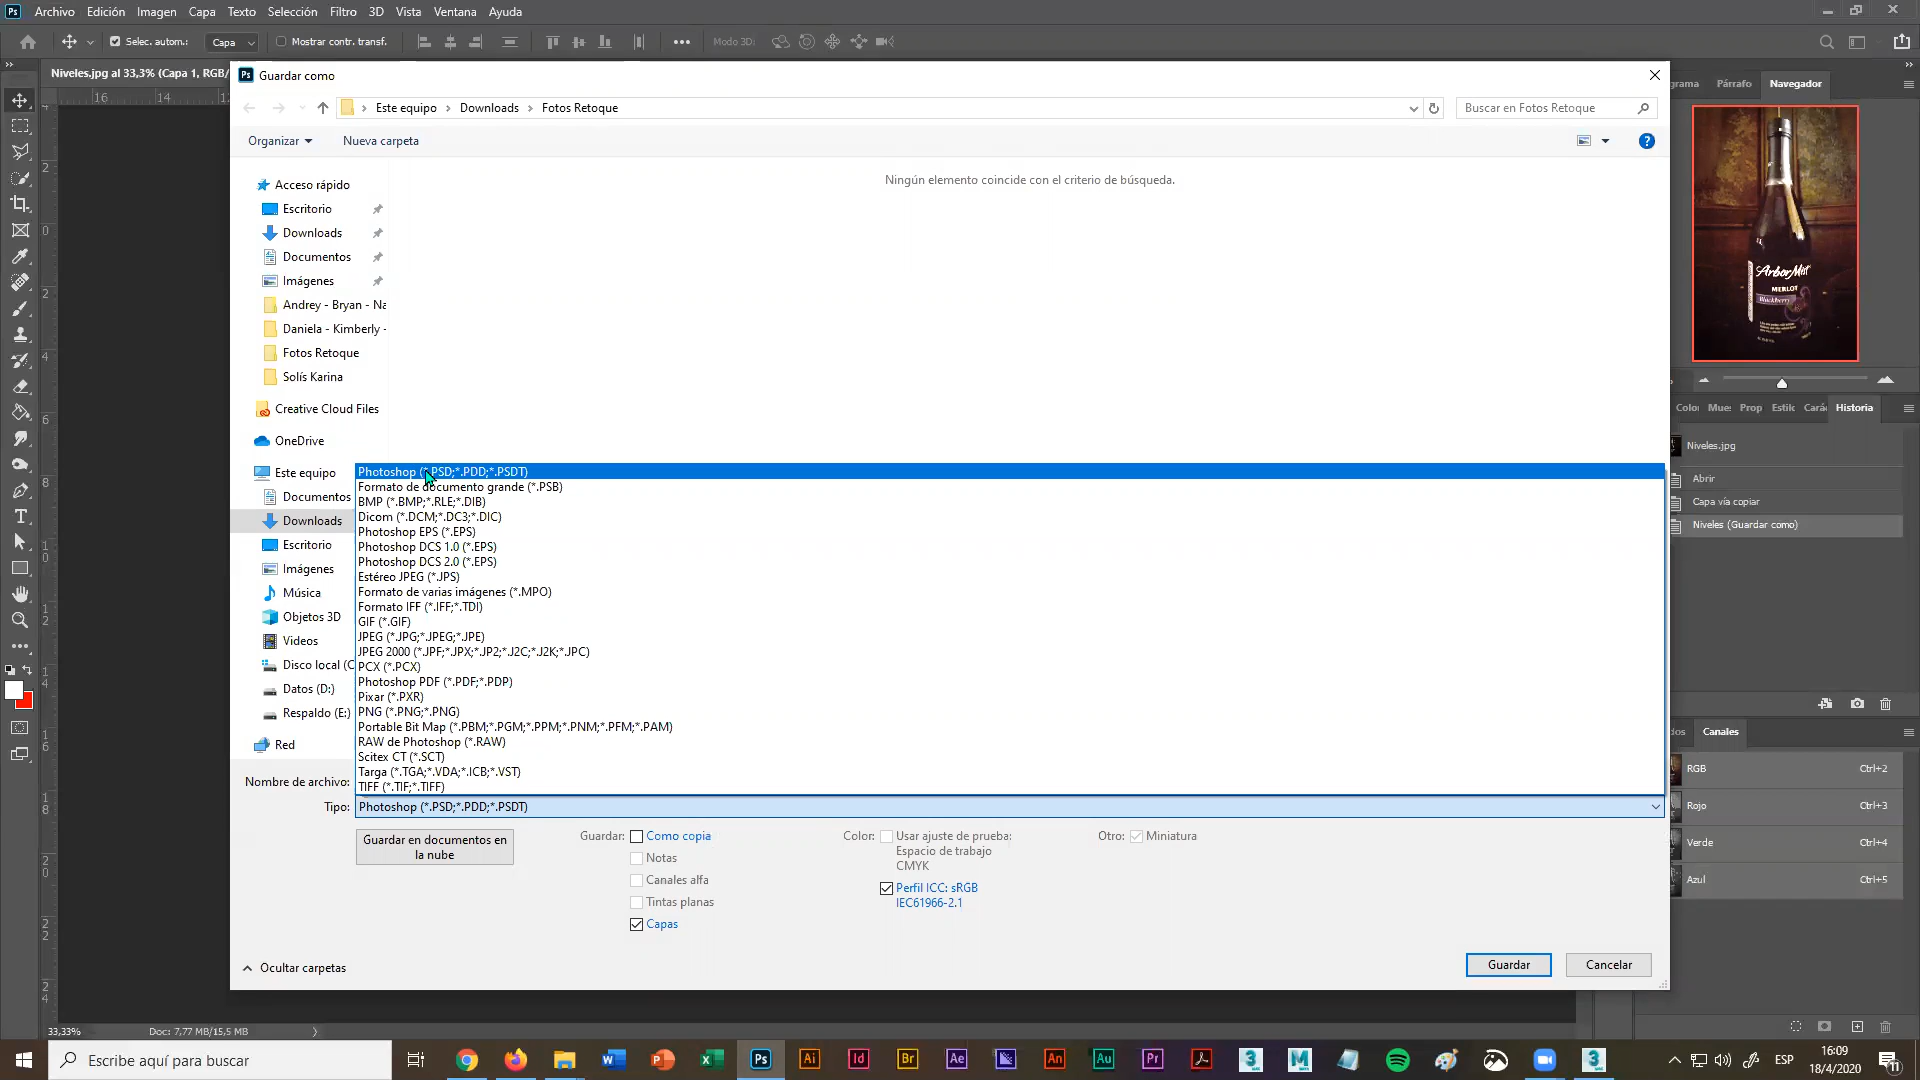 Ps Archivo Edición Imagen Capa Texto Selección Filtro 3D Vista Ventana Ayuda
Selec. autom.: Capa Mostrar contr. transf. Modo 3D:
Niveles.jpg al 33,3% (Capa 1, RGB/
Guardar como
Este equipo Downloads Fotos Retoque
Buscar en Fotos Retoque
Organizar Nueva carpeta
Ningún elemento coincide con el criterio de búsqueda.
Acceso rápido
Escritorio
Downloads
Documentos
Imágenes
Andrey - Bryan - Na
Daniela - Kimberly -
Fotos Retoque
Solís Karina
Creative Cloud Files
OneDrive
Este equipo
Documentos
Downloads
Escritorio
Imágenes
Música
Objetos 3D
Videos
Disco local (C
Datos (D:)
Respaldo (E:)
Red
Photoshop (*.PSD;*.PDD;*.PSDT)
Formato de documento grande (*.PSB)
BMP (*.BMP;*.RLE;*.DIB)
Dicom (*.DCM;*.DC3;*.DIC)
Photoshop EPS (*.EPS)
Photoshop DCS 1.0 (*.EPS)
Photoshop DCS 2.0 (*.EPS)
Estéreo JPEG (*.JPS)
Formato de varias imágenes (*.MPO)
Formato IFF (*.IFF;*.TDI)
GIF (*.GIF)
JPEG (*.JPG;*.JPEG;*.JPE)
JPEG 2000 (*.JPF;*.JPX;*.JP2;*.J2C;*.J2K;*.JPC)
PCX (*.PCX)
Photoshop PDF (*.PDF;*.PDP)
Pixar (*.PXR)
PNG (*.PNG;*.PNG)
Portable Bit Map (*.PBM;*.PGM;*.PPM;*.PNM;*.PFM;*.PAM)
RAW de Photoshop (*.RAW)
Scitex CT (*.SCT)
Targa (*.TGA;*.VDA;*.ICB;*.VST)
TIFF (*.TIF;*.TIFF)
Nombre de archivo:
Tipo: Photoshop (*.PSD;*.PDD;*.PSDT)
Guardar en documentos en
la nube
Guardar: Como copia
Notas
Canales alfa
Tintas planas
Capas
Color: Usar ajuste de prueba:
Espacio de trabajo
CMYK
Perfil ICC: sRGB
IEC61966-2.1
Otro: Miniatura
Ocultar carpetas
Guardar Cancelar
grama Párrafo Navegador
Arbor Mist
MERLOT
Blackberry
Colo Mues Prop Estilo Cará Historia
Niveles.jpg
Abrir
Capa vía copiar
Niveles (Guardar como)
dos Canales
RGB Ctrl+2
Rojo Ctrl+3
Verde Ctrl+4
Azul Ctrl+5
33,33% Doc: 7,77 MB/15,5 MB
Escribe aquí para buscar
ESP
16:09
18/4/2020